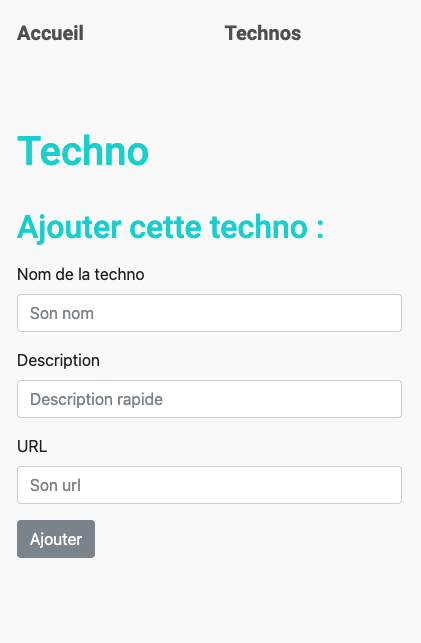 Accueil Technos
Techno
Ajouter cette techno :
Nom de la techno
Son nom
Description
Description rapide
URL
Son url
Ajouter